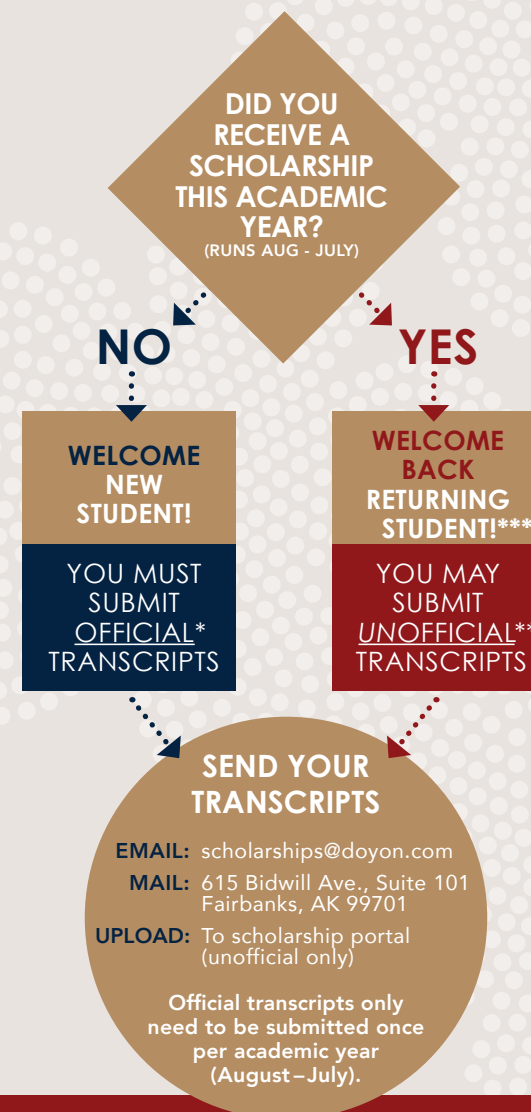 DID YOU
RECEIVE A
SCHOLARSHIP
THIS ACADEMIC
YEAR?
(RUNS AUG - JULY)
NO
WELCOME
NEW
STUDENT!
YOU MUST
SUBMIT
OFFICIAL*
TRANSCRIPTS
YES
WELCOME
BACK
RETURNING
STUDENT!***
YOU MAY
SUBMIT
UNOFFICIAL**
TRANSCRIPTS
SEND YOUR
TRANSCRIPTS
EMAIL: scholarships@doyon.com
MAIL: 615 Bidwill Ave., Suite 101
Fairbanks, AK 99701
UPLOAD: To scholarship portal
(unofficial only)
Official transcripts only
need to be submitted once
per academic year
(August–July).